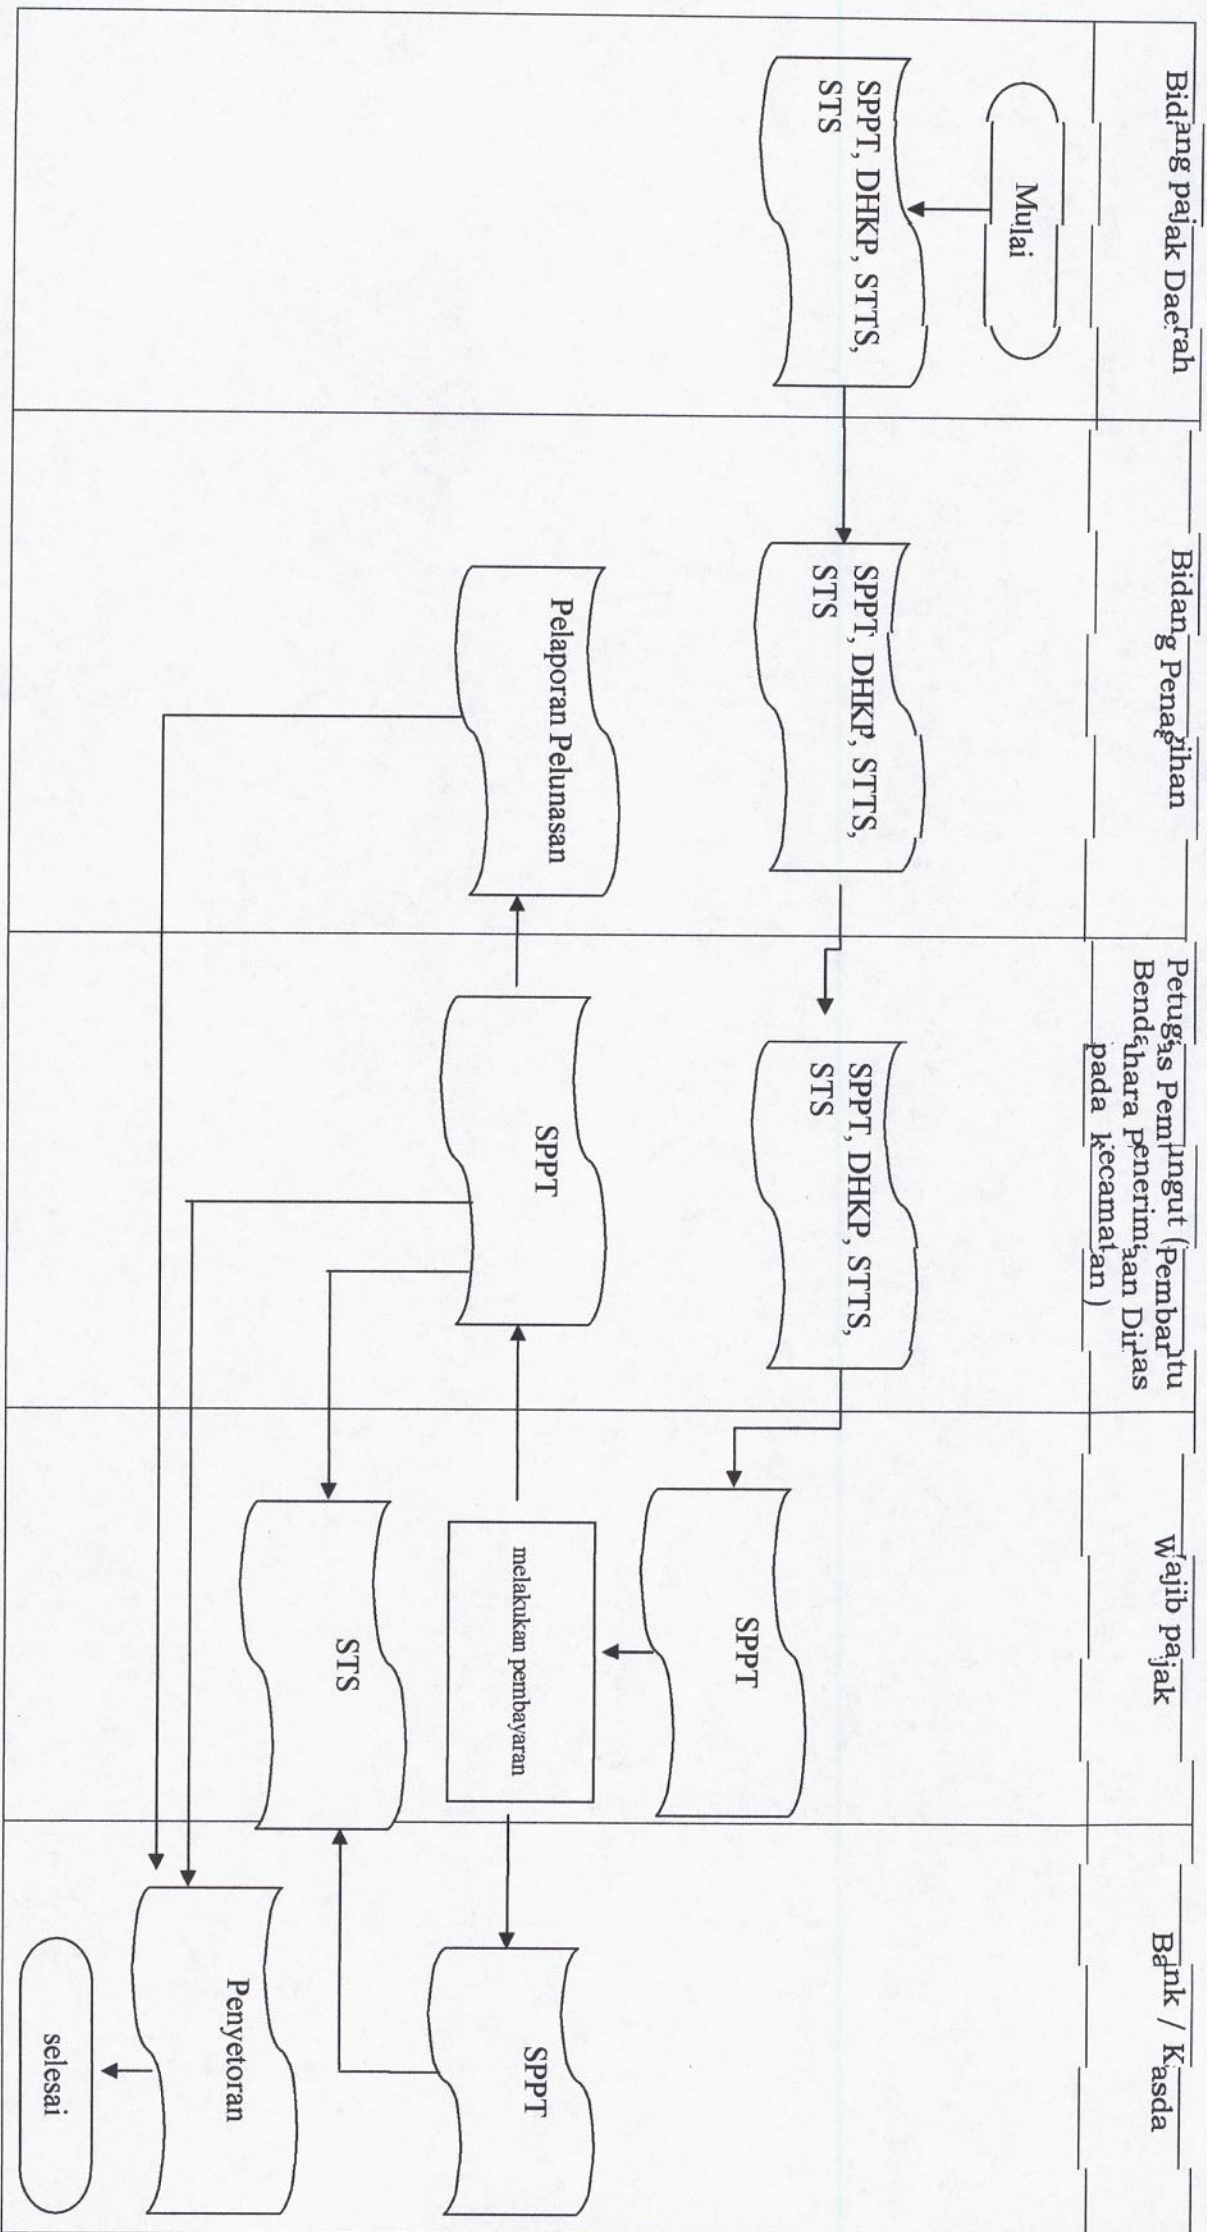 Bidang pajak Daerah
Bidang Penagihan
Petugas Pemungut (Pembantu
Bendahara Penerimaan Dinas
pada kecamatan )
Wajib pajak
Bank / Kasda
Mulai
SPPT, DHKP, STTS,
STS
SPPT, DHKP, STTS,
STS
SPPT, DHKP, STTS,
STS
SPPT
Pelaporan Pelunasan
SPPT
melakukan pembayaran
SPPT
STS
Penyetoran
selesai